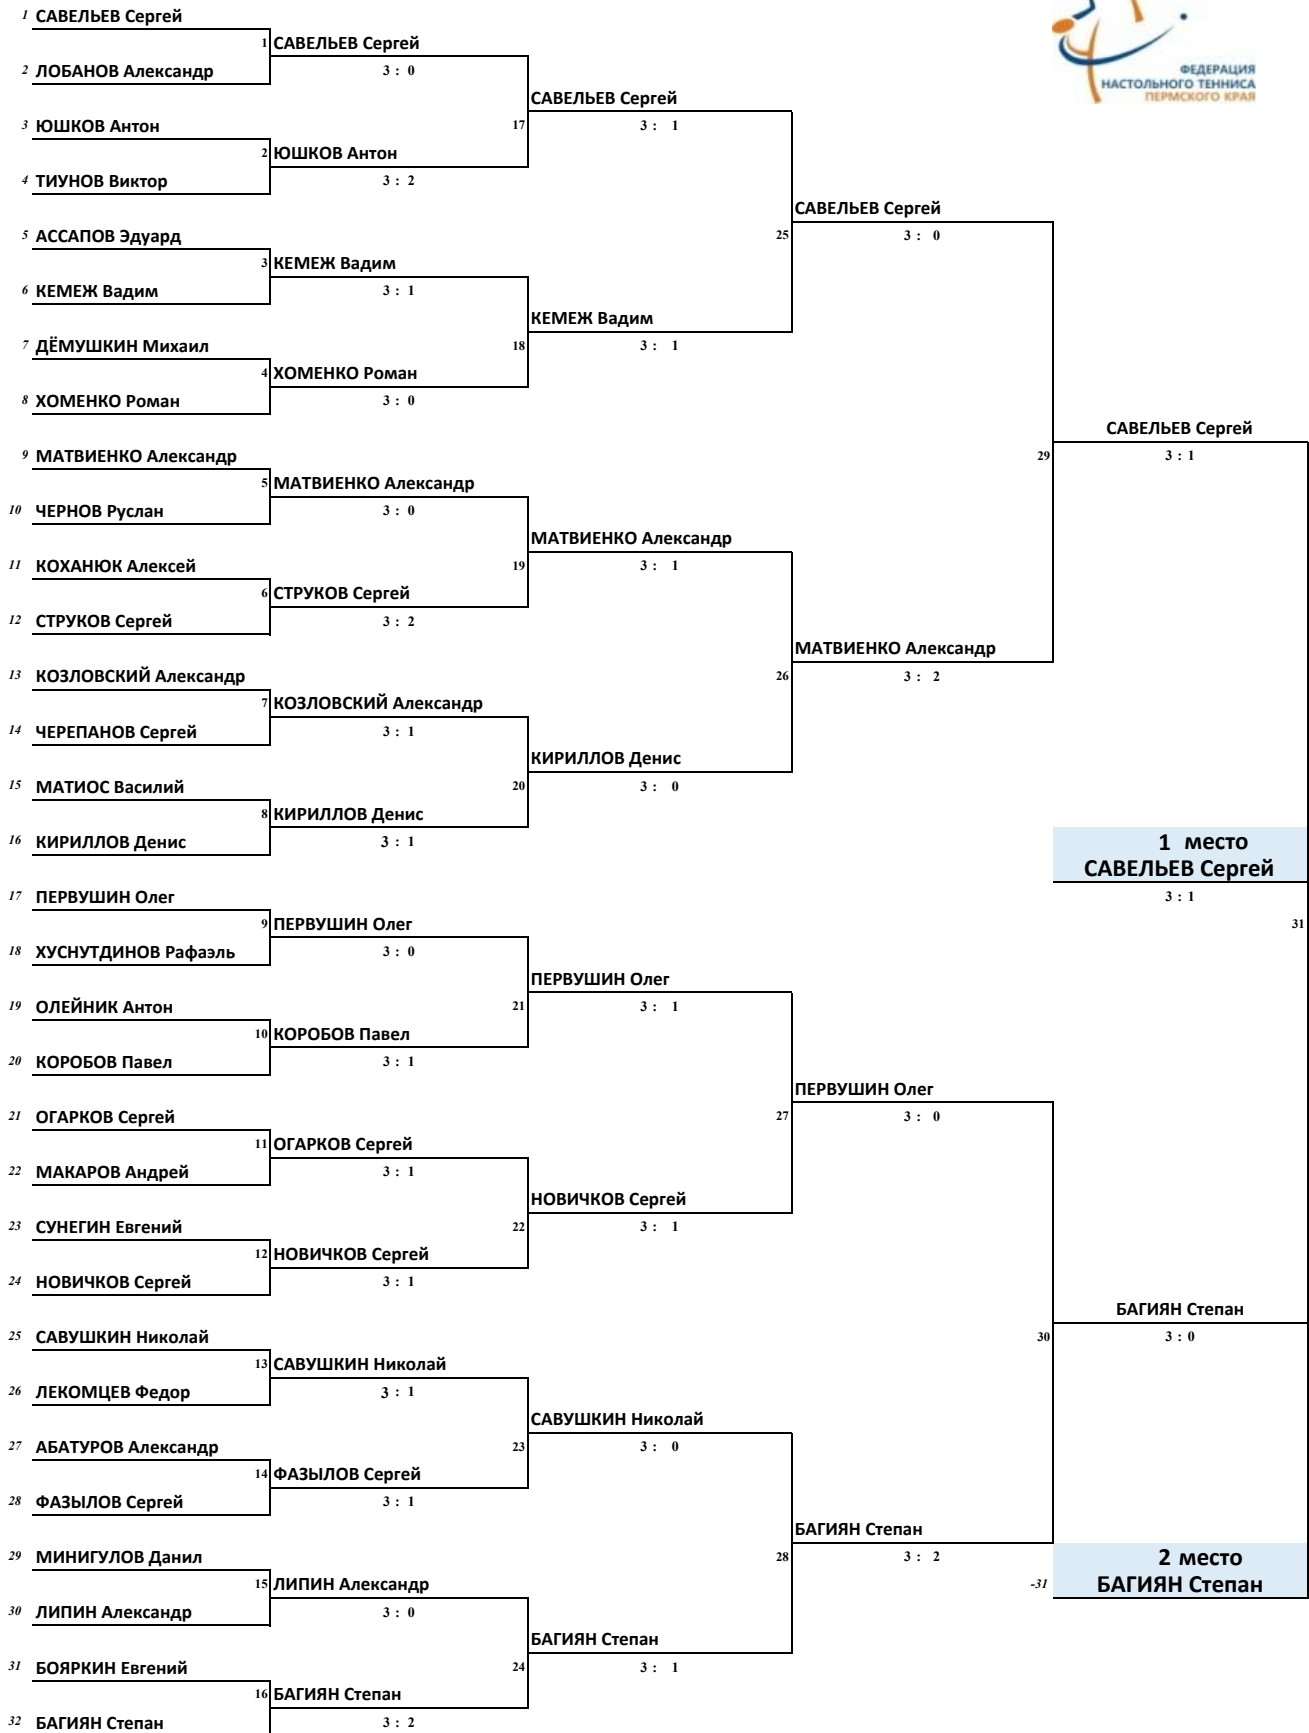 1 САВЕЛЬЕВ Сергей
1 САВЕЛЬЕВ Сергей
2 ЛОБАНОВ Александр
3 : 0
ФЕДЕРАЦИЯ
НАСТОЛЬНОГО ТЕННИСА
ПЕРМСКОГО КРАЯ
САВЕЛЬЕВ Сергей
3 ЮШКОВ Антон
17
3 : 1
2 ЮШКОВ Антон
4 ТИУНОВ Виктор
3 : 2
САВЕЛЬЕВ Сергей
5 АССАПОВ Эдуард
25
3 : 0
3 КЕМЕЖ Вадим
6 КЕМЕЖ Вадим
3 : 1
КЕМЕЖ Вадим
7 ДЁМУШКИН Михаил
18
3 : 1
4 ХОМЕНКО Роман
8 ХОМЕНКО Роман
3 : 0
САВЕЛЬЕВ Сергей
9 МАТВИЕНКО Александр
29
3 : 1
5 МАТВИЕНКО Александр
10 ЧЕРНОВ Руслан
3 : 0
МАТВИЕНКО Александр
11 КОХАНЮК Алексей
19
3 : 1
6 СТРУКОВ Сергей
12 СТРУКОВ Сергей
3 : 2
МАТВИЕНКО Александр
13 КОЗЛОВСКИЙ Александр
26
3 : 2
7 КОЗЛОВСКИЙ Александр
14 ЧЕРЕПАНОВ Сергей
3 : 1
КИРИЛЛОВ Денис
15 МАТИОС Василий
20
3 : 0
8 КИРИЛЛОВ Денис
16 КИРИЛЛОВ Денис
3 : 1
1 место
САВЕЛЬЕВ Сергей
17 ПЕРВУШИН Олег
3 : 1
9 ПЕРВУШИН Олег
31
18 ХУСНУТДИНОВ Рафаэль
3 : 0
ПЕРВУШИН Олег
19 ОЛЕЙНИК Антон
21
3 : 1
10 КОРОБОВ Павел
20 КОРОБОВ Павел
3 : 1
ПЕРВУШИН Олег
21 ОГАРКОВ Сергей
27
3 : 0
11 ОГАРКОВ Сергей
22 МАКАРОВ Андрей
3 : 1
НОВИЧКОВ Сергей
23 СУНЕГИН Евгений
22
3 : 1
12 НОВИЧКОВ Сергей
24 НОВИЧКОВ Сергей
3 : 1
БАГИЯН Степан
25 САВУШКИН Николай
30
3 : 0
13 САВУШКИН Николай
26 ЛЕКОМЦЕВ Федор
3 : 1
САВУШКИН Николай
27 АБАТУРОВ Александр
23
3 : 0
14 ФАЗЫЛОВ Сергей
28 ФАЗЫЛОВ Сергей
3 : 1
БАГИЯН Степан
29 МИНИГУЛОВ Данил
28
3 : 2
2 место
15 ЛИПИН Александр
-31
БАГИЯН Степан
30 ЛИПИН Александр
3 : 0
БАГИЯН Степан
31 БОЯРКИН Евгений
24
3 : 1
16 БАГИЯН Степан
32 БАГИЯН Степан
3 : 2